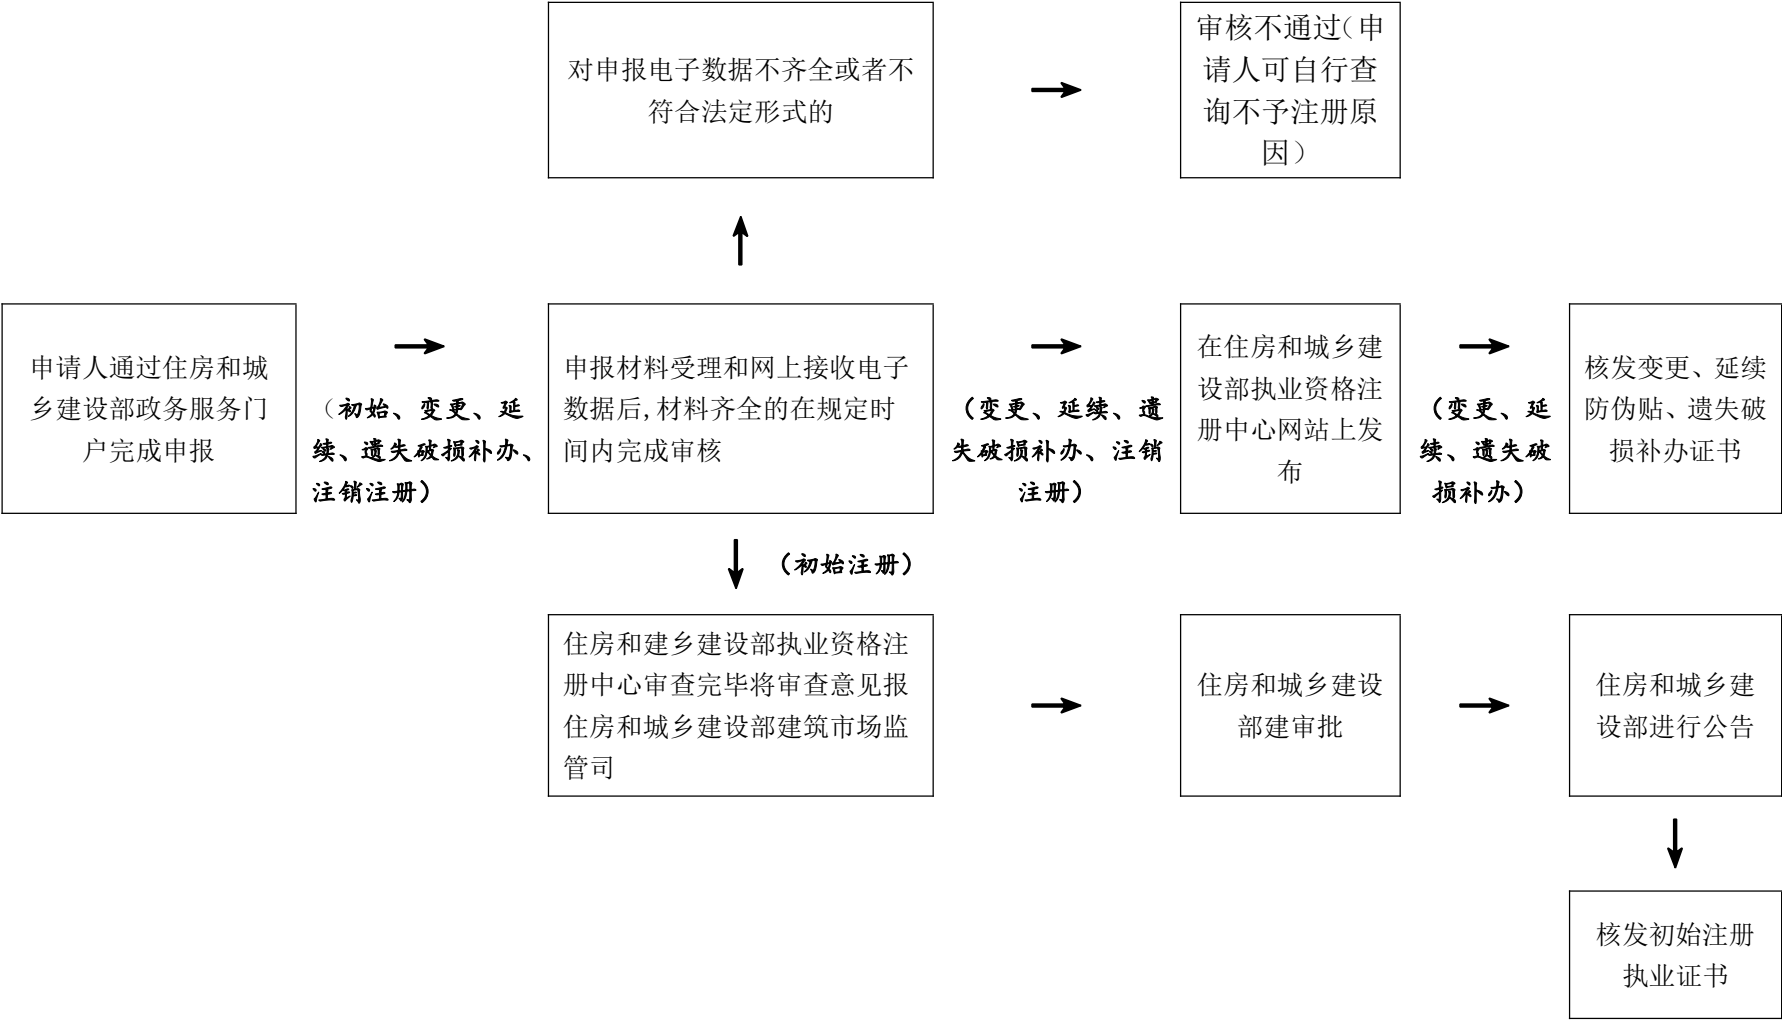 对申报电子数据不齐全或者不
符合法定形式的
审核不通过（申
请人可自行查
询不予注册原
因）
申请人通过住房和城
乡建设部政务服务门
户完成申报
（初始、变更、延
续、遗失破损补办、
注销注册）
申报材料受理和网上接收电子
数据后,材料齐全的在规定时
间内完成审核
（变更、延续、遗
失破损补办、注销
注册）
在住房和城乡建
设部执业资格注
册中心网站上发
布
（变更、延
续、遗失破
损补办）
核发变更、延续
防伪贴、遗失破
损补办证书
（初始注册）
住房和建乡建设部执业资格注
册中心审查完毕将审查意见报
住房和城乡建设部建筑市场监
管司
住房和城乡建设
部建审批
住房和城乡建
设部进行公告
核发初始注册
执业证书